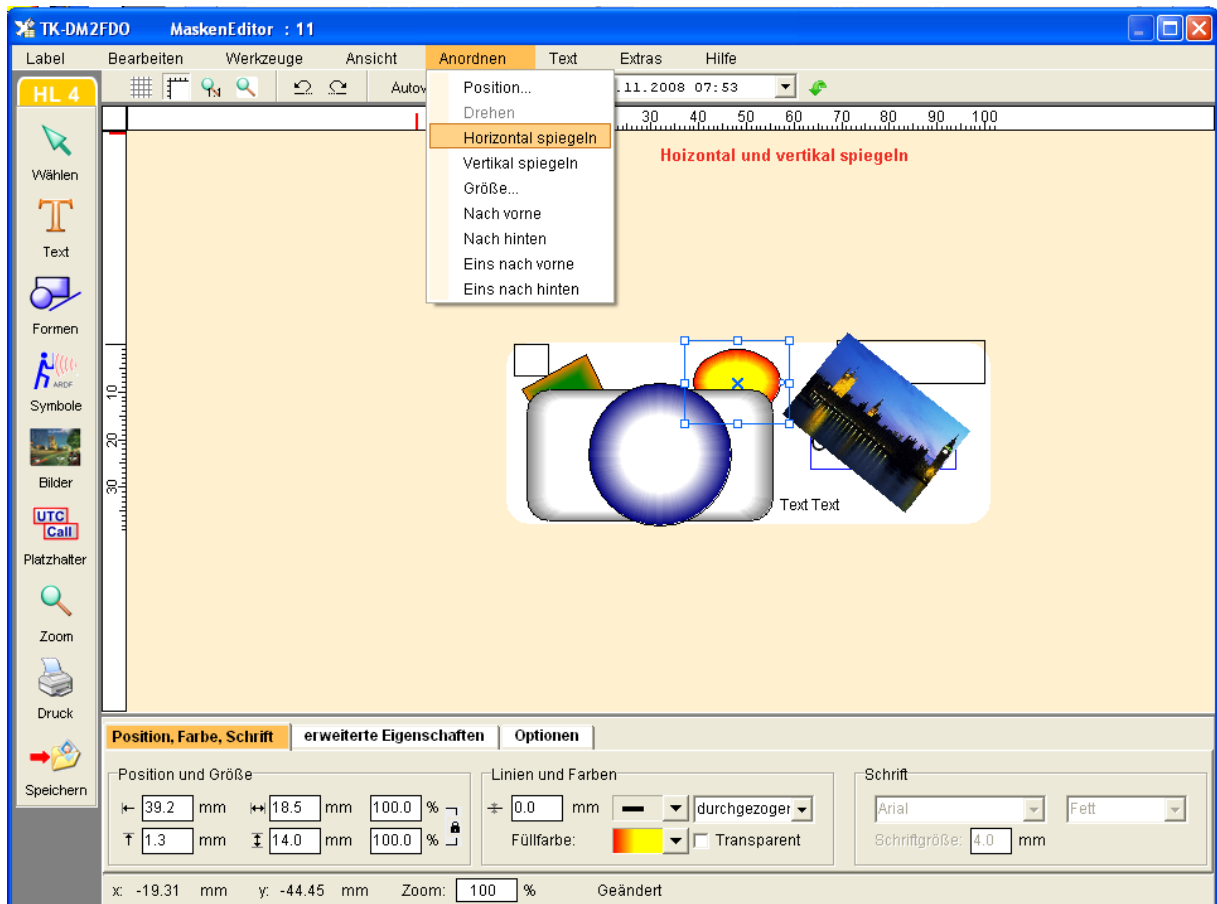 TK-DM2FDO MaskenEditor : 11
Label Bearbeiten Werkzeuge Ansicht Anordnen Text Extras Hilfe
HL 4
Autov
.11.2008 07:53
Position...
Drehen
Horizontal spiegeln
Vertikal spiegeln
Größe...
Nach vorne
Nach hinten
Eins nach vorne
Eins nach hinten
30 40 50 60 70 80 90 100
Hoizontal und vertikal spiegeln
Wählen
Text
Formen
ARDF
Symbole
Bilder
UTC
Call
Platzhalter
Zoom
Druck
Speichern
10
20
30
30
Text Text
Position, Farbe, Schrift erweiterte Eigenschaften Optionen
Position und Größe
39.2 mm 18.5 mm 100.0 %
1.3 mm 14.0 mm 100.0 %
Linien und Farben
0.0 mm durchgezoger
Füllfarbe: Transparent
Schrift
Arial Fett
Schriftgröße: 4.0 mm
x: -19.31 mm y: -44.45 mm Zoom: 100 % Geändert